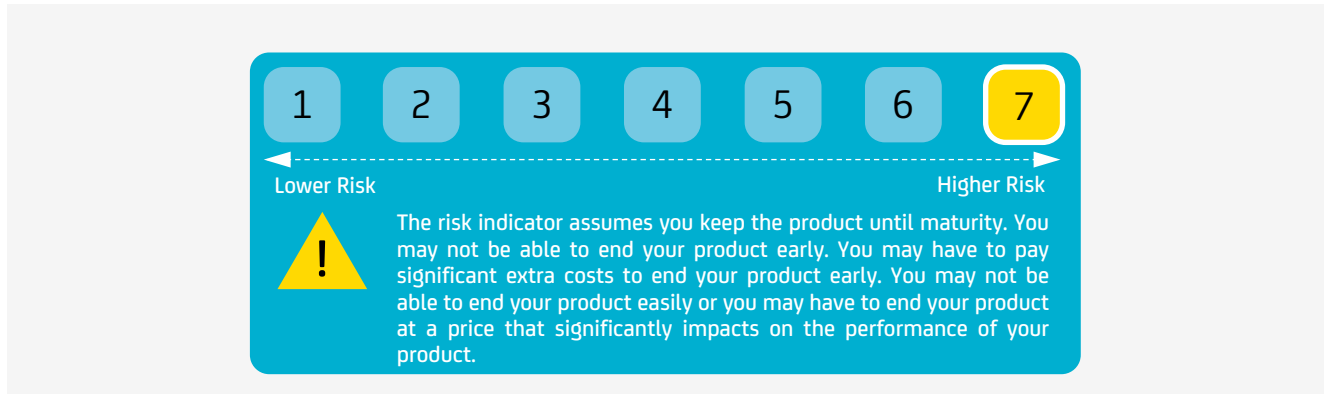 1 2 3 4 5 6 7
Lower Risk Higher Risk
!
The risk indicator assumes you keep the product until maturity. You
may not be able to end your product early. You may have to pay
significant extra costs to end your product early. You may not be
able to end your product easily or you may have to end your product
at a price that significantly impacts on the performance of your
product.